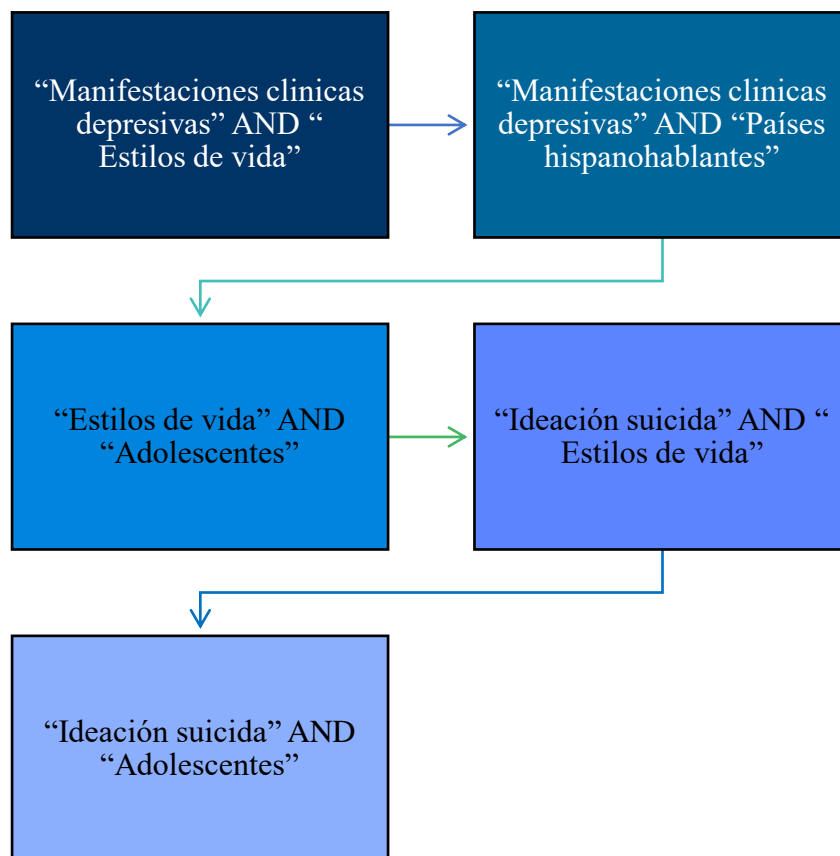 “Manifestaciones clinicas
depresivas” AND “
Estilos de vida”
“Manifestaciones clinicas
depresivas” AND “Países
hispanohablantes”
“Estilos de vida” AND
“Adolescentes”
“Ideación suicida” AND “
Estilos de vida”
“Ideación suicida” AND
“Adolescentes”